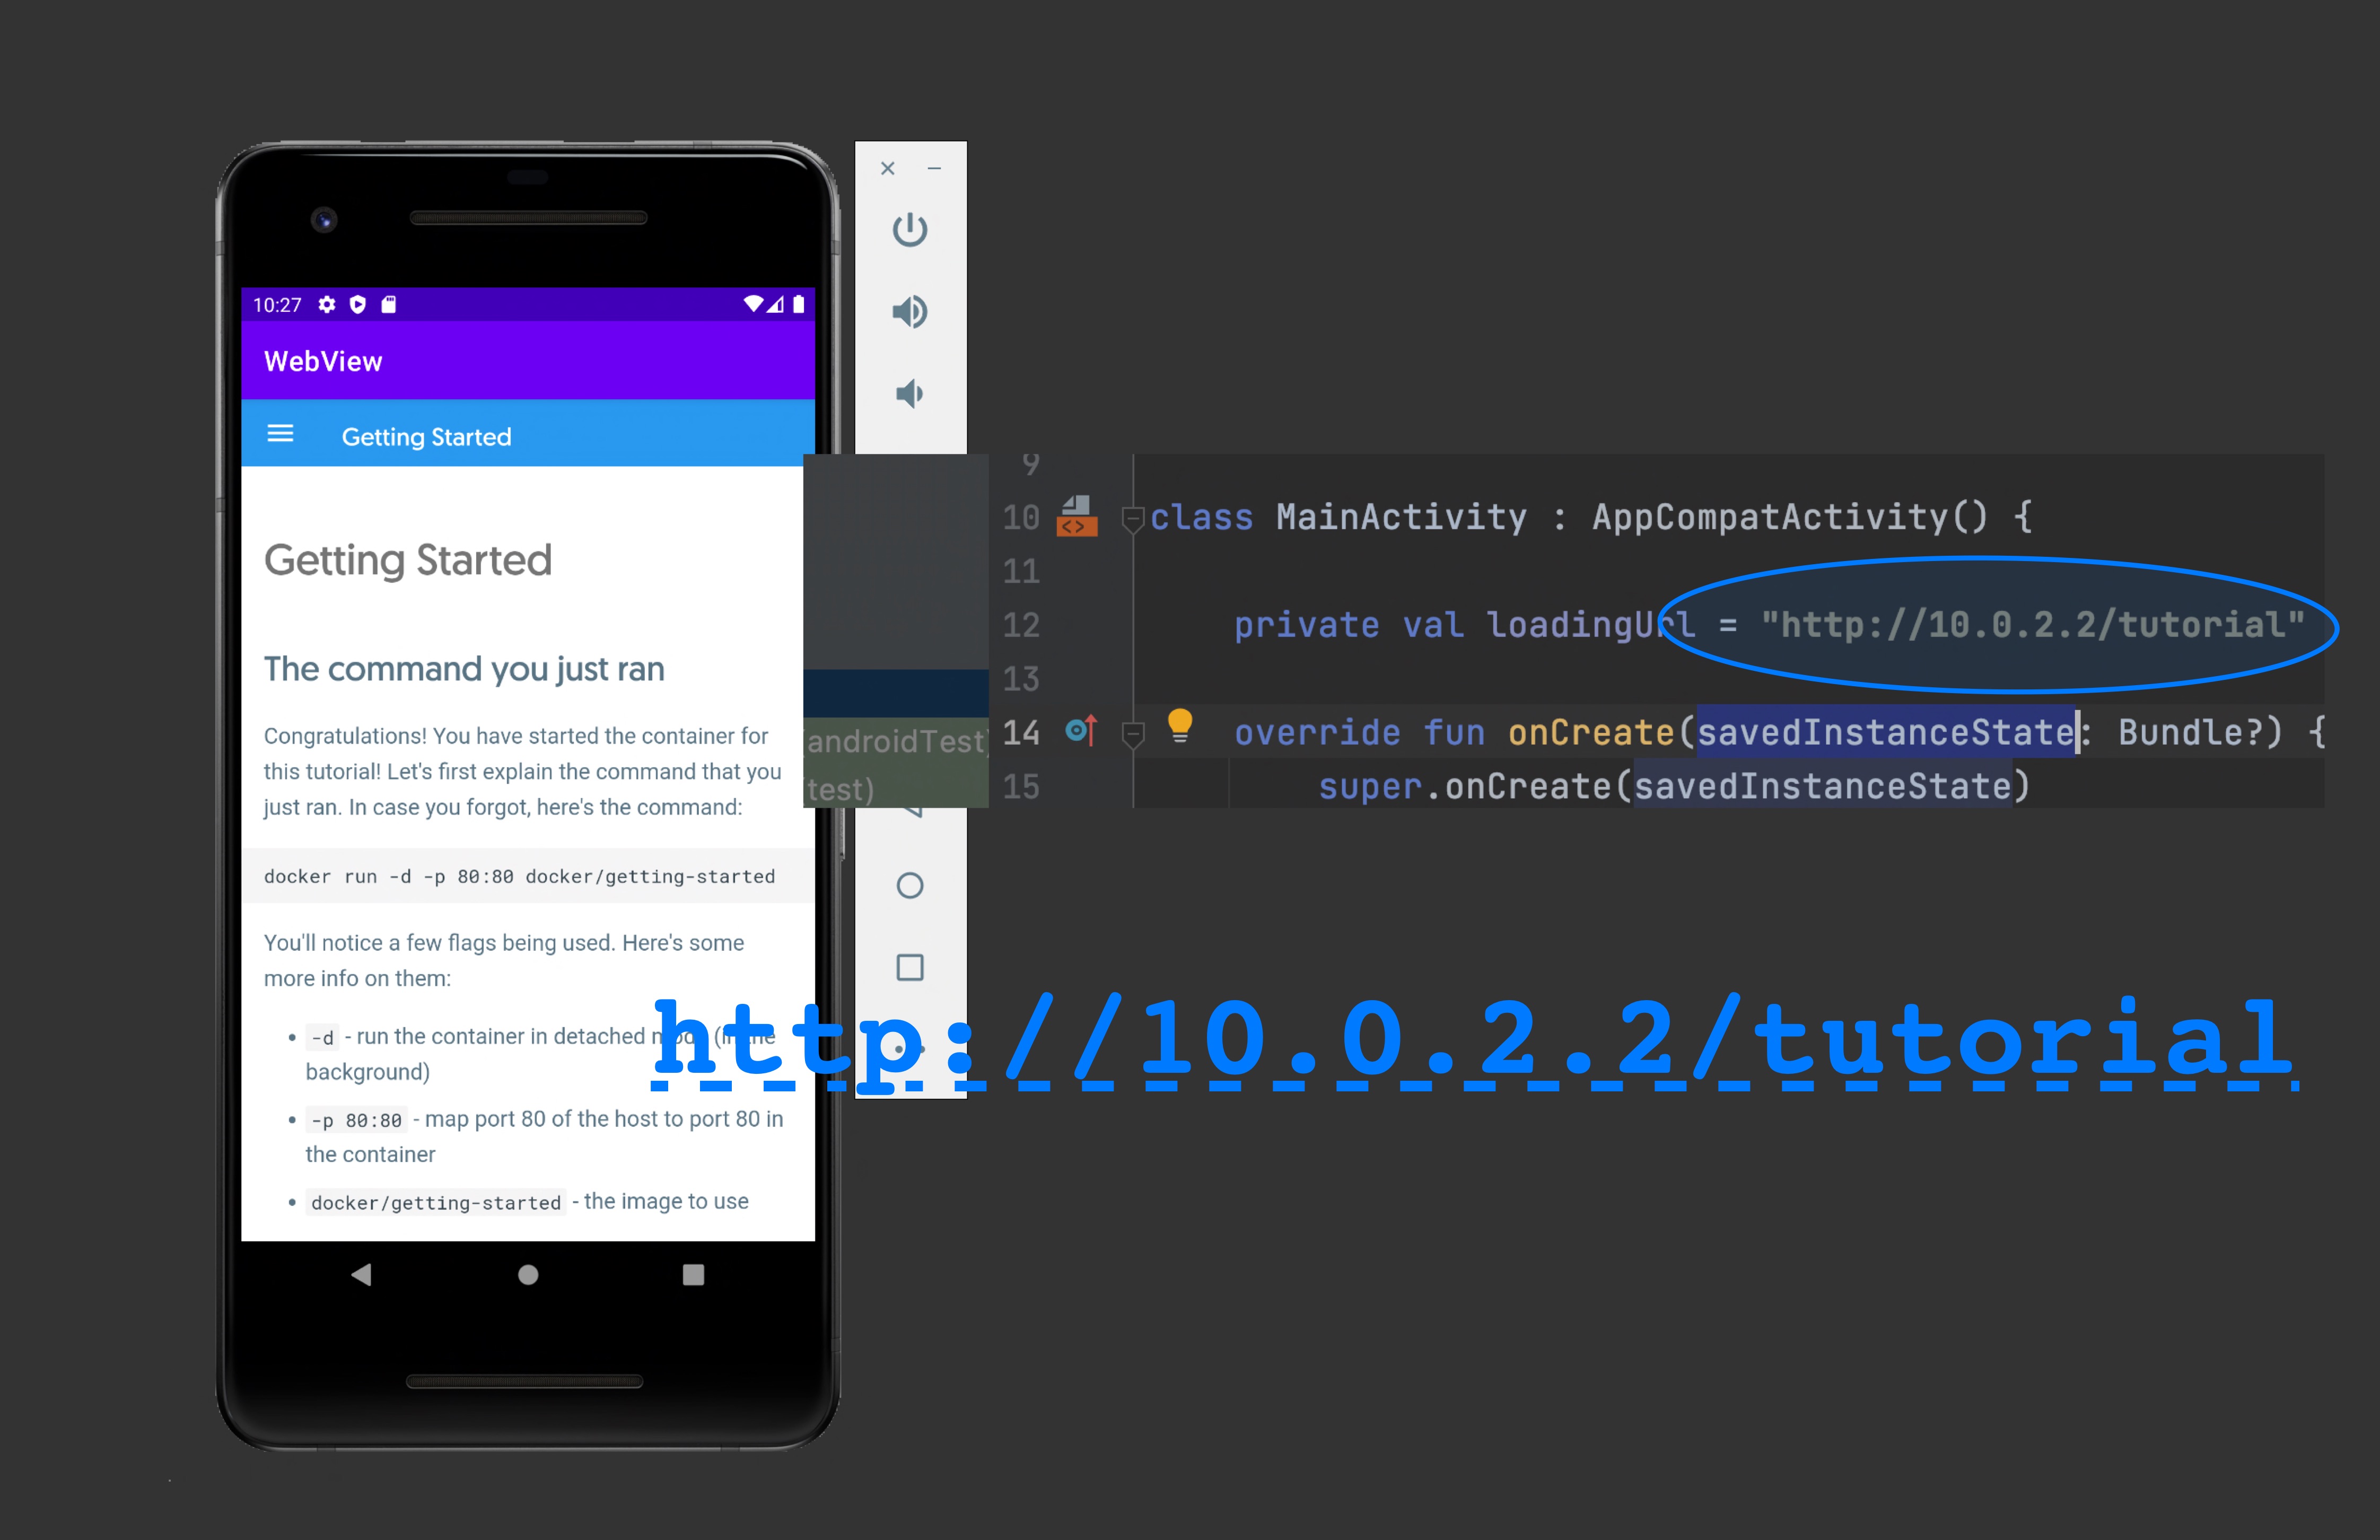 10:27
WebView
Getting Started
Getting Started
The command you just ran
Congratulations! You have started the container for
this tutorial! Let's first explain the command that you
just ran. In case you forgot, here's the command:
docker run -d -p 80:80 docker/getting-started
You'll notice a few flags being used. Here's some
more info on them:
-d - run the container in detached mode (in the
background)
-p 80:80 - map port 80 of the host to port 80 in
the container
docker/getting-started - the image to use
(androidTest)
test)
9
10 class MainActivity : AppCompatActivity() {
11
12 private val loadingUrl = "http://10.0.2.2/tutorial"
13
14 override fun onCreate(savedInstanceState: Bundle?) {
15 super.onCreate(savedInstanceState)
http://10.0.2.2/tutorial